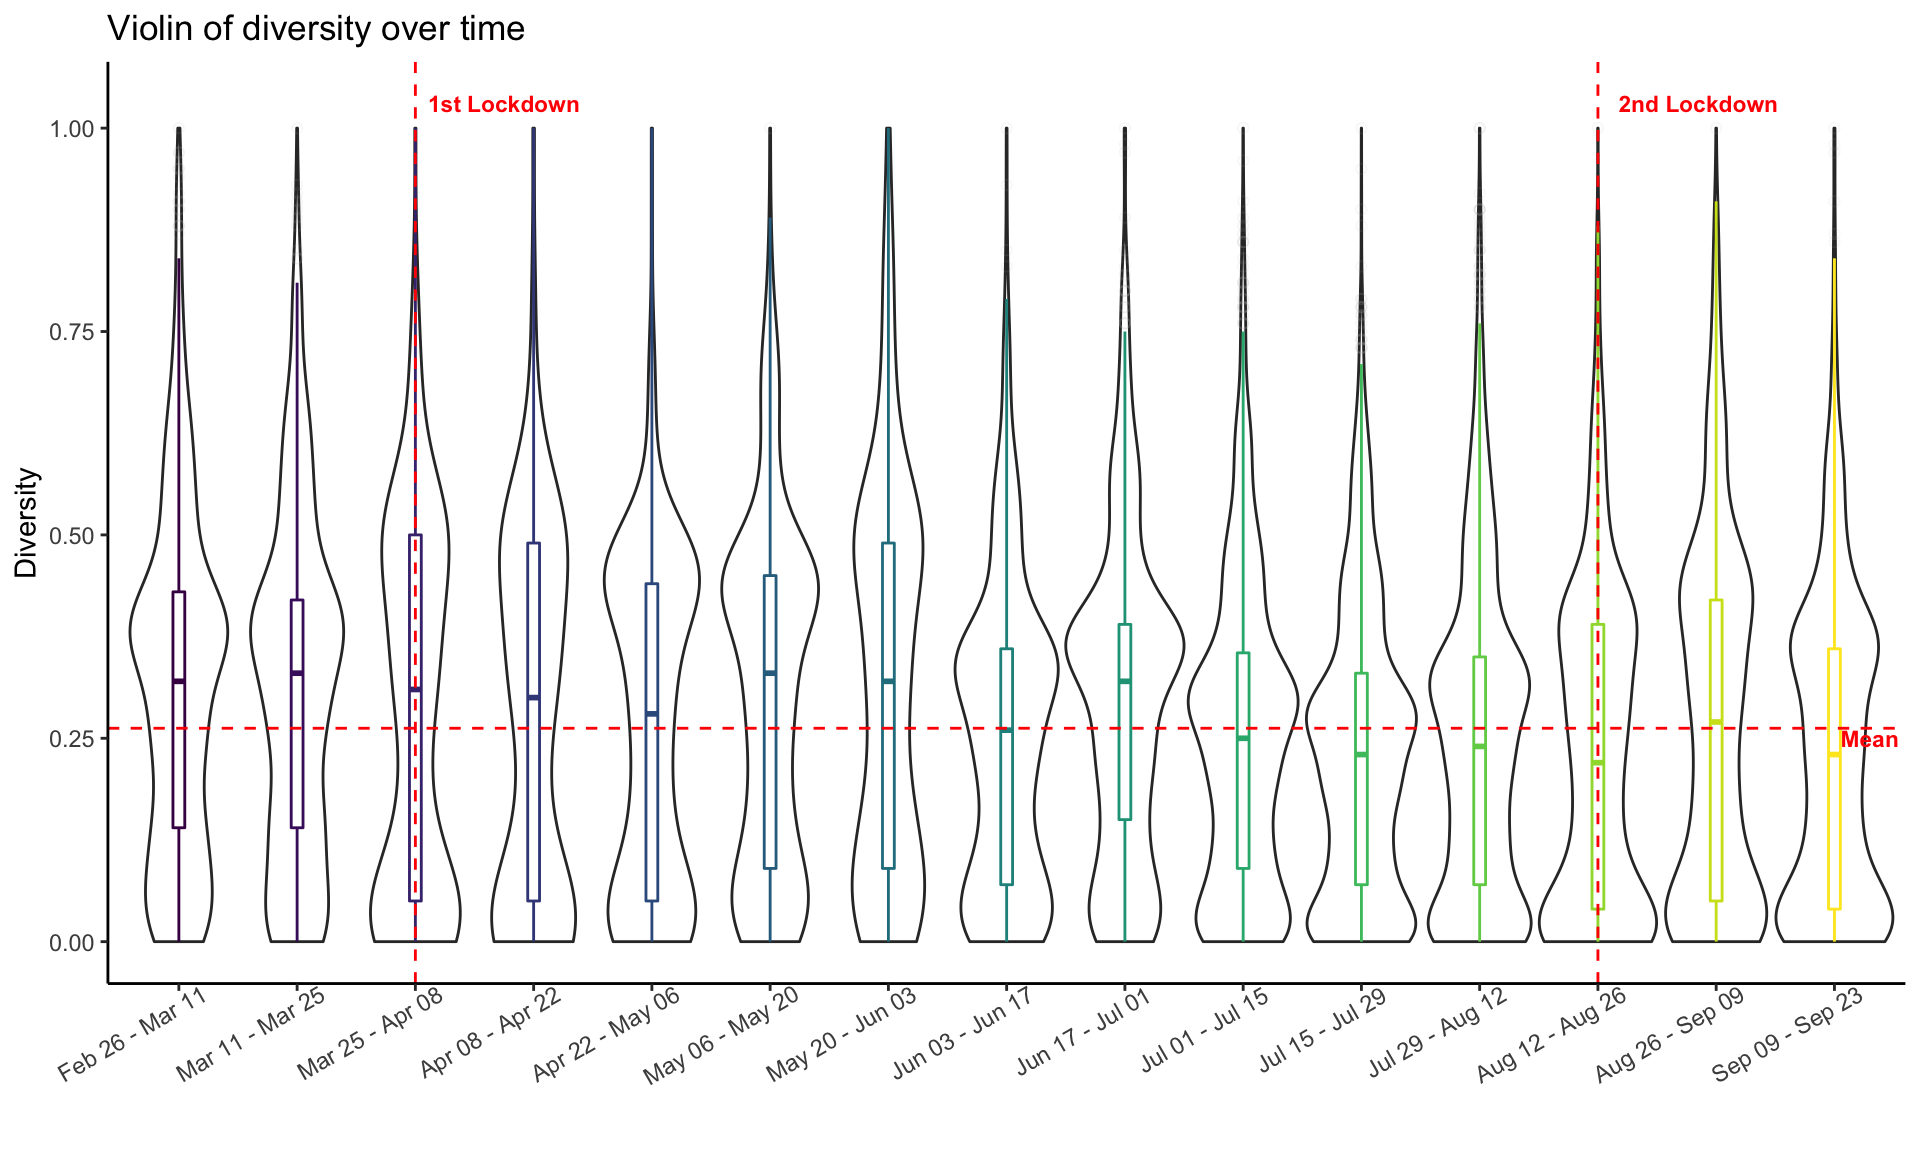 Violin of diversity over time
1st Lockdown
2nd Lockdown
1.00
0.75
0.50
0.25
0.00
Diversity
Mean
Feb 26 - Mar 11
Mar 11 - Mar 25
Mar 25 - Apr 08
Apr 08 - Apr 22
Apr 22 - May 06
May 06 - May 20
May 20 - Jun 03
Jun 03 - Jun 17
Jun 17 - Jul 01
Jul 01 - Jul 15
Jul 15 - Jul 29
Jul 29 - Aug 12
Aug 12 - Aug 26
Aug 26 - Sep 09
Sep 09 - Sep 23